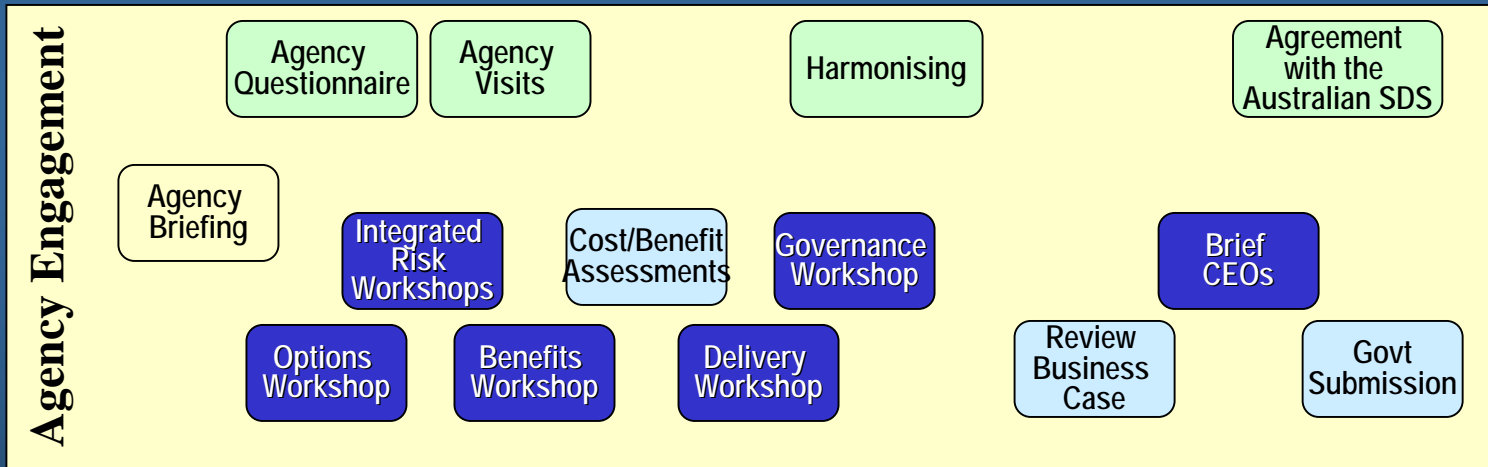 Agency Engagement
Agency
Questionnaire
Agency
Visits
Harmonising
Agreement
with the
Australian SDS
Agency
Briefing
Integrated
Risk
Workshops
Cost/Benefit
Assessments
Governance
Workshop
Brief
CEOs
Options
Workshop
Benefits
Workshop
Delivery
Workshop
Review
Business
Case
Govt
Submission